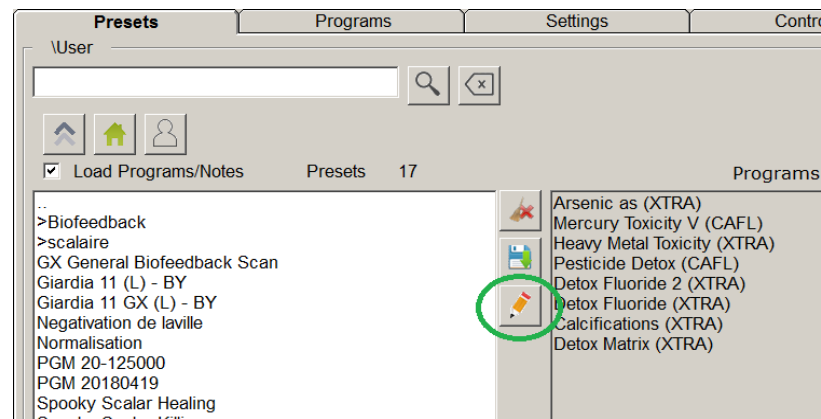 Presets Programs Settings Contro
\User
Load Programs/Notes Presets 17
Programs
..
>Biofeedback
>scalaire
GX General Biofeedback Scan
Giardia 11 (L) - BY
Giardia 11 GX (L) - BY
Negativation de laville
Normalisation
PGM 20-125000
PGM 20180419
Spooky Scalar Healing
Arsenic as (XTRA)
Mercury Toxicity V (CAFL)
Heavy Metal Toxicity (XTRA)
Pesticide Detox (CAFL)
Detox Fluoride 2 (XTRA)
Detox Fluoride (XTRA)
Calcifications (XTRA)
Detox Matrix (XTRA)